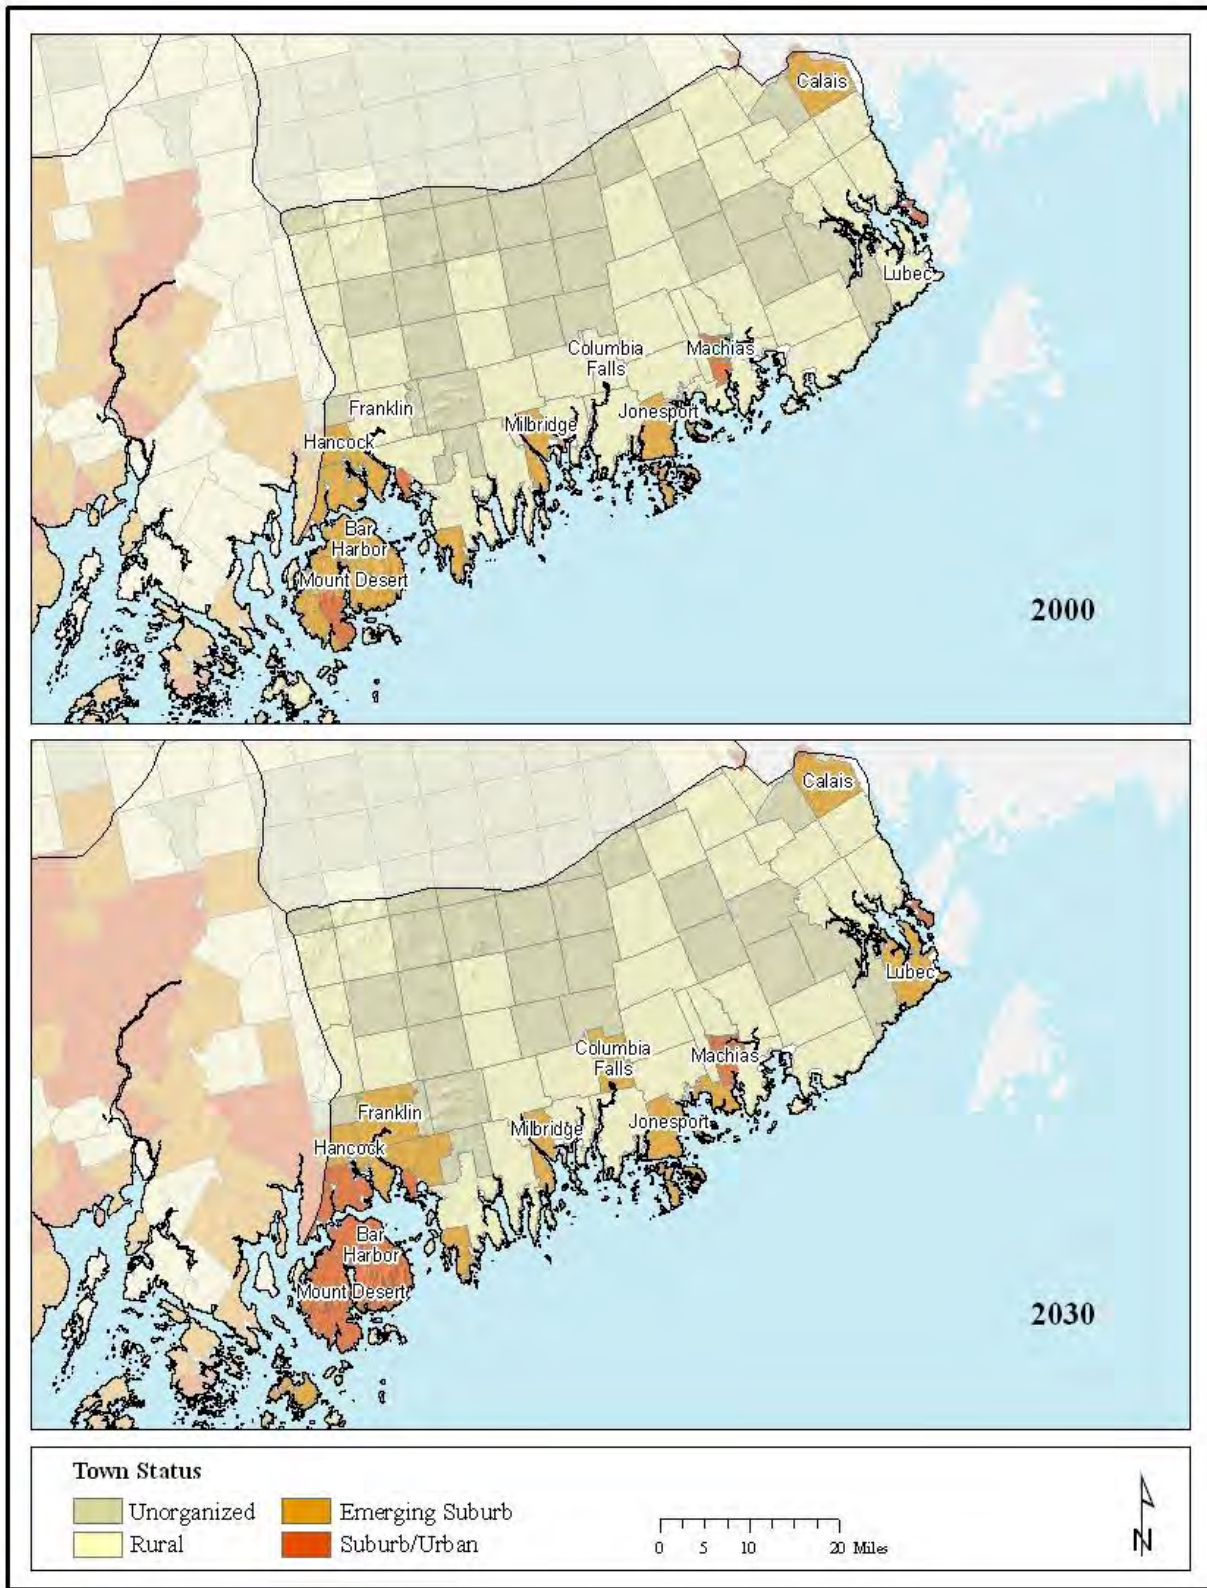 Calais
Lubec
Columbia
Falls
Machias
Franklin
Jonesport
Milbridge
Hancock
Bar
Harbor
Mount Desert
2000
Calais
Lubec
Columbia
Falls
Machias
Franklin
Jonesport
Milbridge
Hancock
Bar
Harbor
Mount Desert
2030
Town Status
Unorganized
Emerging Suburb
Rural
Suburb/Urban
0 5 10 20 Miles
N